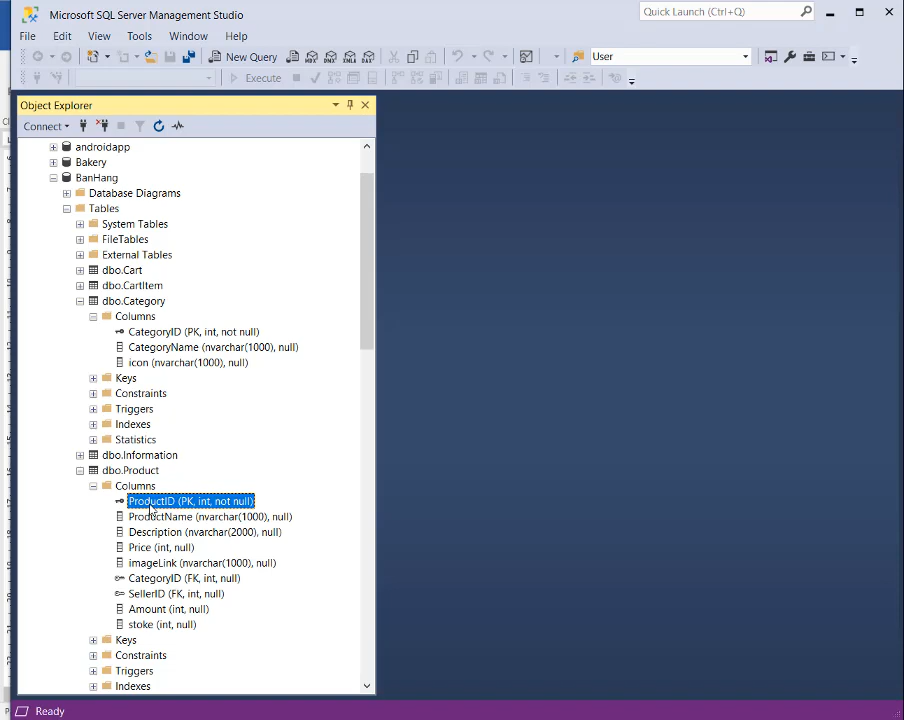 Microsoft SQL Server Management Studio
Quick Launch (Ctrl+Q)
File Edit View Tools Window Help
New Query
MDX
DMX
XMLA
DAX
User
Execute
Object Explorer
Connect
androidapp
Bakery
BanHang
Database Diagrams
Tables
System Tables
FileTables
External Tables
dbo.Cart
dbo.CartItem
dbo.Category
Columns
CategoryID (PK, int, not null)
CategoryName (nvarchar(1000), null)
icon (nvarchar(1000), null)
Keys
Constraints
Triggers
Indexes
Statistics
dbo.Information
dbo.Product
Columns
ProductID (PK, int, not null)
ProductName (nvarchar(1000), null)
Description (nvarchar(2000), null)
Price (int, null)
imageLink (nvarchar(1000), null)
CategoryID (FK, int, null)
SellerID (FK, int, null)
Amount (int, null)
stoke (int, null)
Keys
Constraints
Triggers
Indexes
Ready